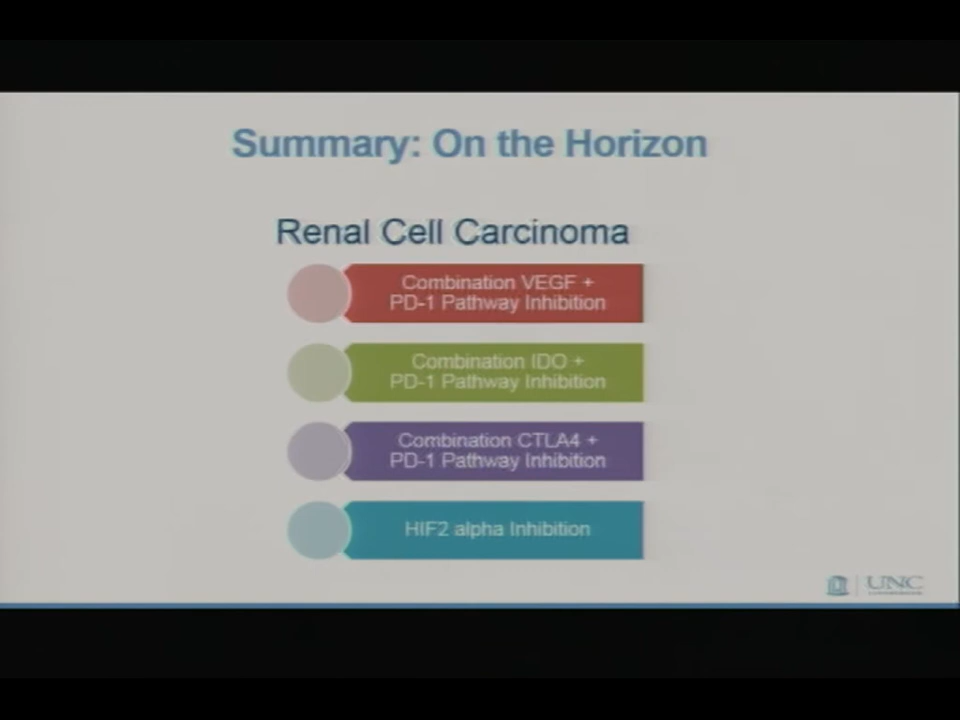 Summary: On the Horizon
Renal Cell Carcinoma
Combination VEGF +
PD-1 Pathway Inhibition
Combination IDO +
PD-1 Pathway Inhibition
Combination CTLA4 +
PD-1 Pathway Inhibition
HIF2 alpha Inhibition
UNC